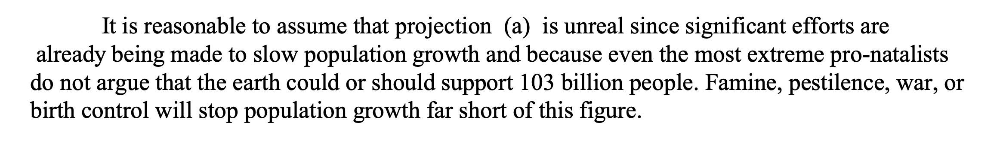 It is reasonable to assume that projection (a) is unreal since significant efforts are
already being made to slow population growth and because even the most extreme pro-natalists
do not argue that the earth could or should support 103 billion people. Famine, pestilence, war, or
birth control will stop population growth far short of this figure.